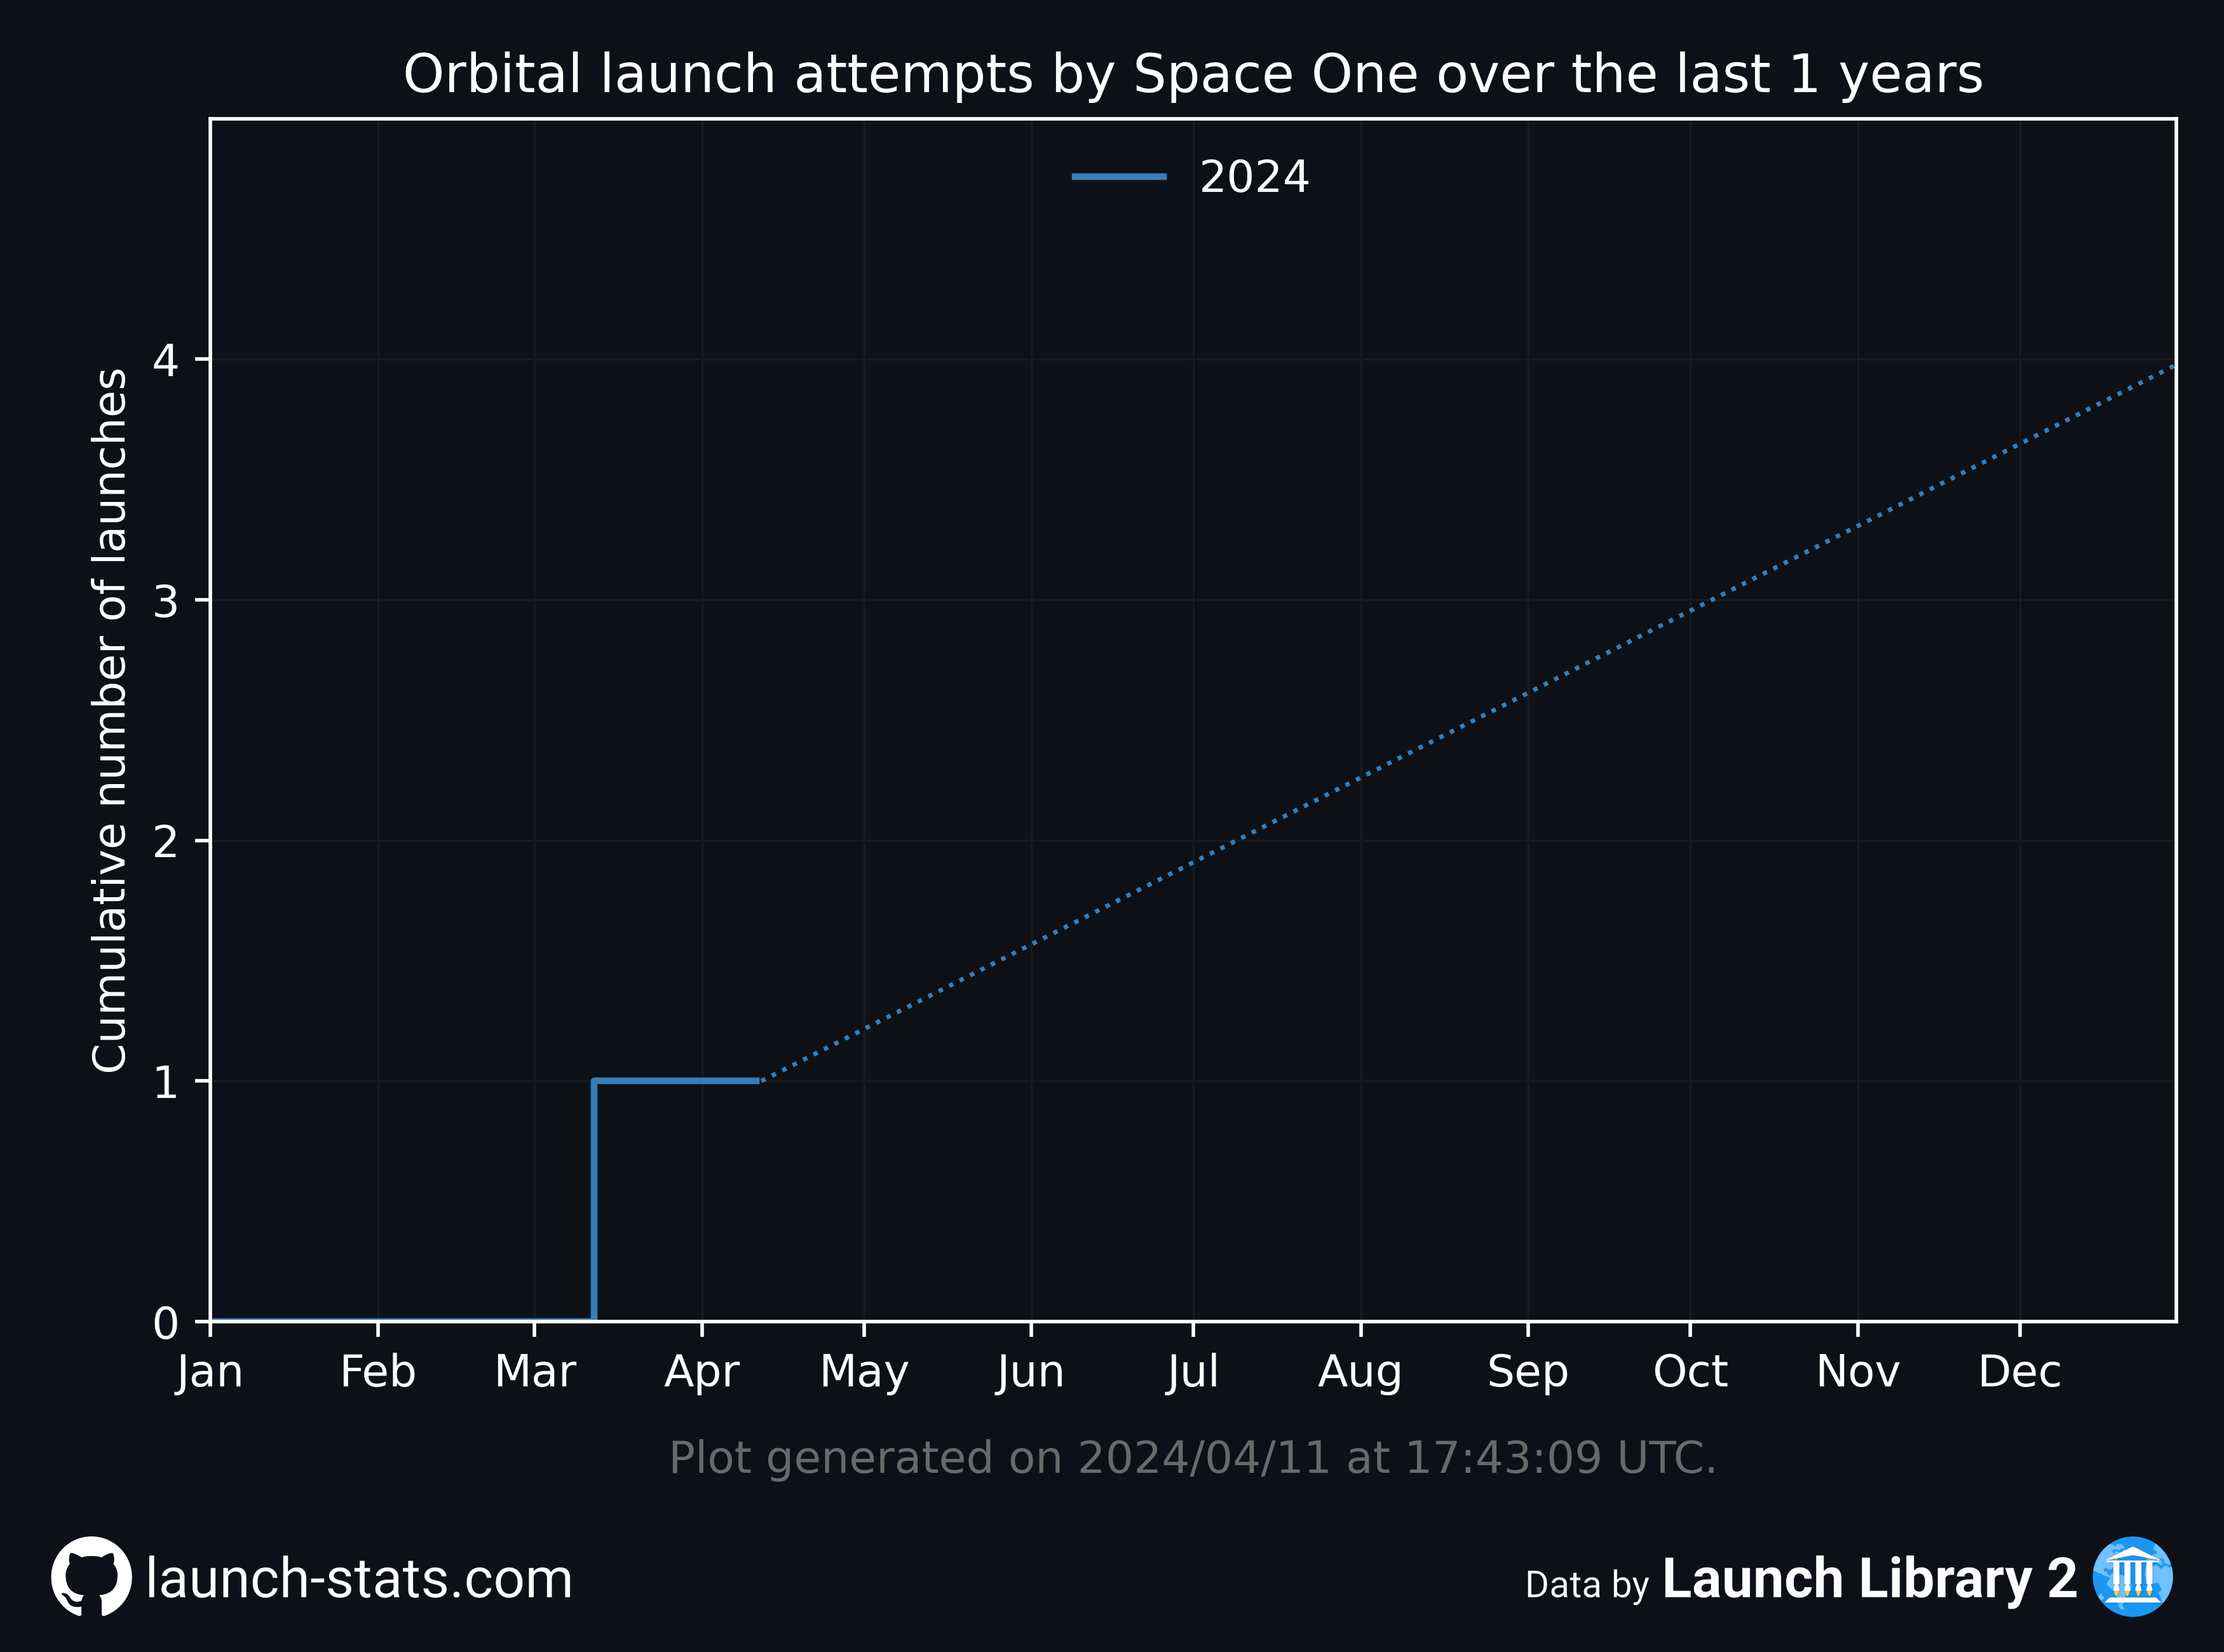 Orbital launch attempts by Space One over the last 1 years
2024
Cumulative number of launches
4
3
2
1
0
Jan Feb Mar Apr May Jun Jul Aug Sep Oct Nov Dec
Plot generated on 2024/04/11 at 17:43:09 UTC.
launch-stats.com
Data by Launch Library 2